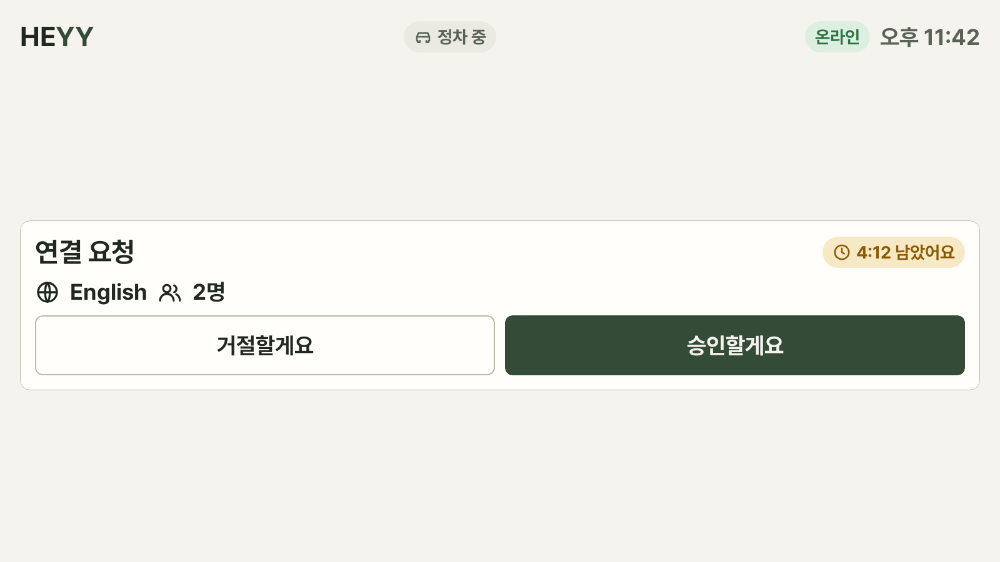 HEYY
정차 중
온라인 오후 11:42
연결 요청
4:12 남았어요
English 2명
거절할게요
승인할게요